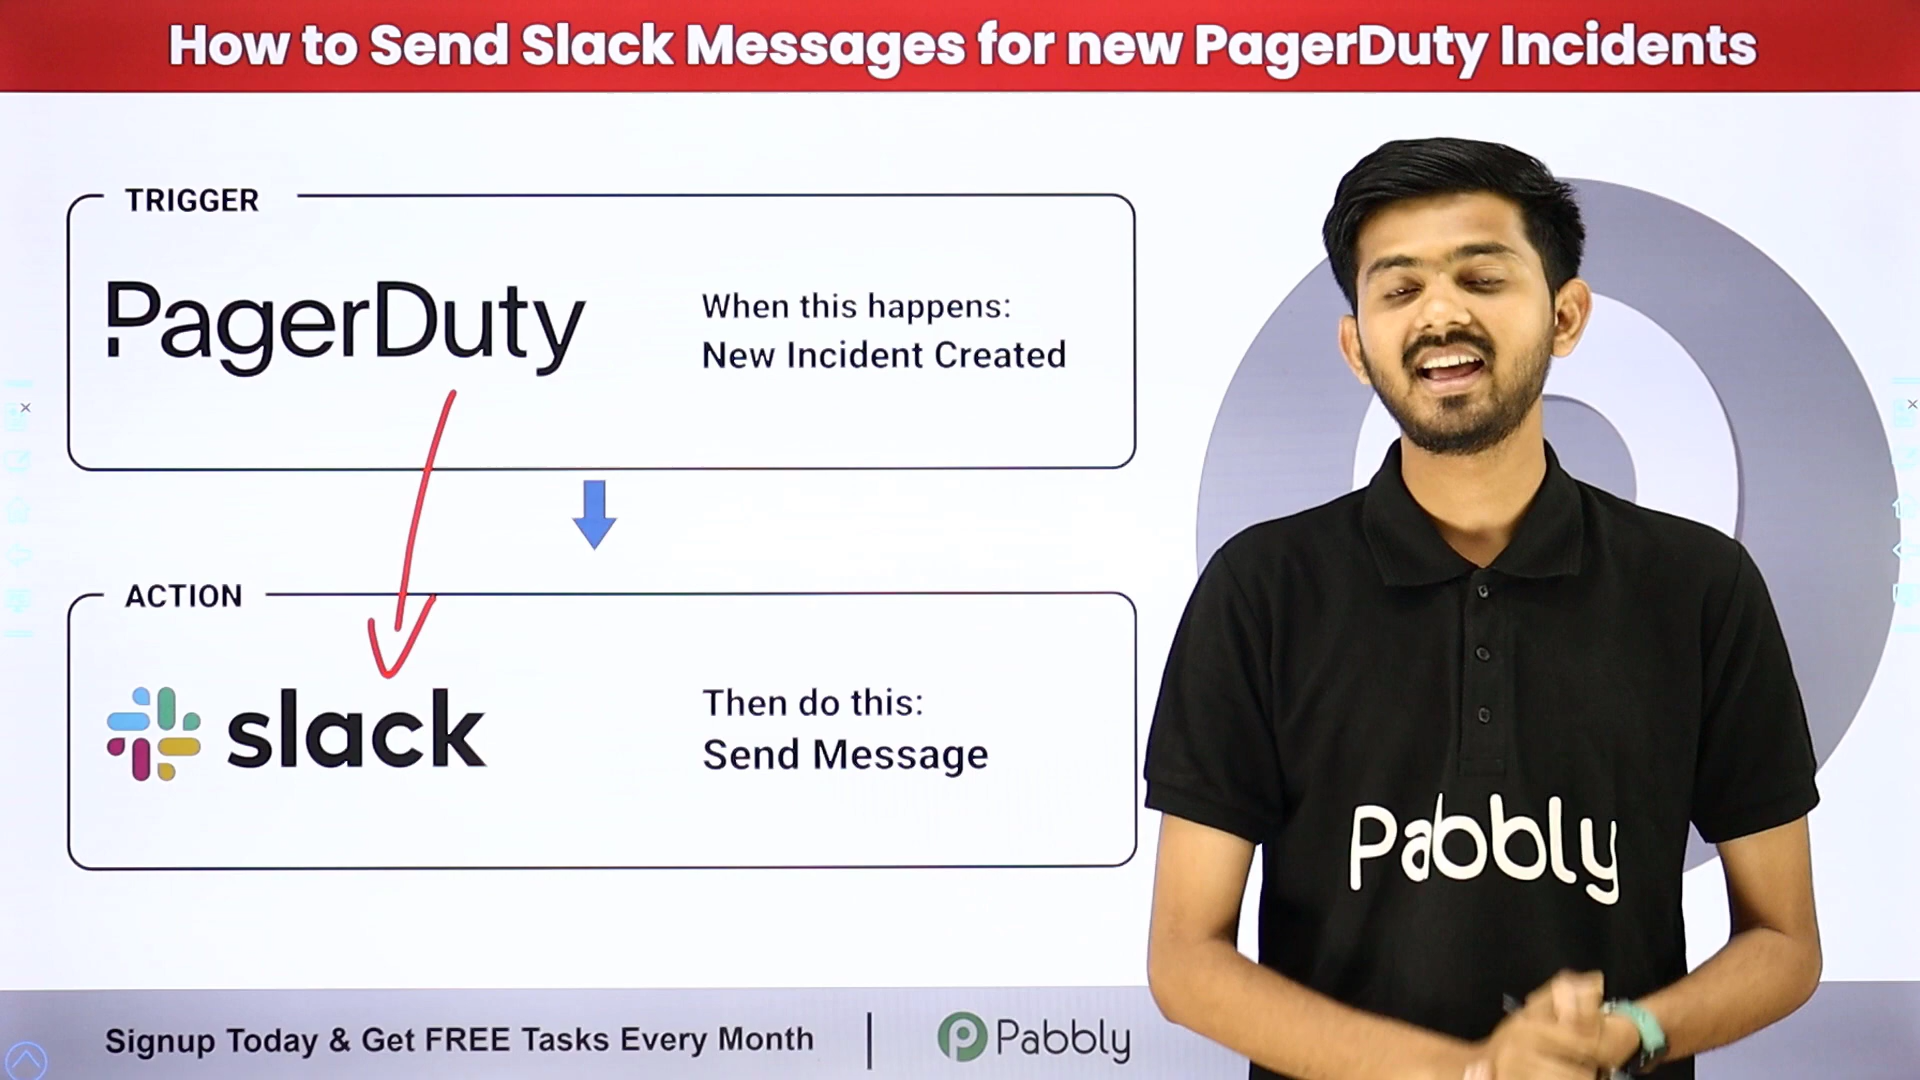 How to Send Slack Messages for new PagerDuty Incidents
TRIGGER
PagerDuty
When this happens:
New Incident Created
ACTION
slack
Then do this:
Send Message
Pabbly
Signup Today & Get FREE Tasks Every Month | Pabbly